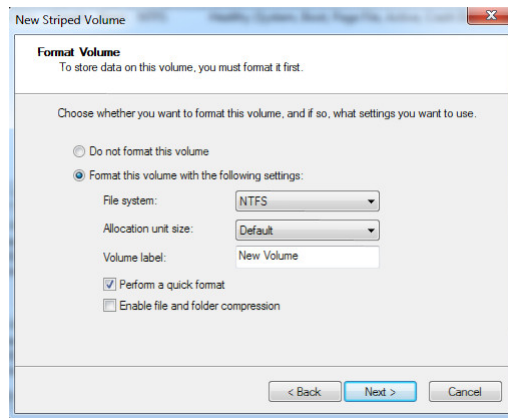 New Striped Volume
Format Volume
To store data on this volume, you must format it first.
Choose whether you want to format this volume, and if so, what settings you want to use.
Do not format this volume
Format this volume with the following settings:
File system: NTFS
Allocation unit size: Default
Volume label: New Volume
Perform a quick format
Enable file and folder compression
< Back Next > Cancel